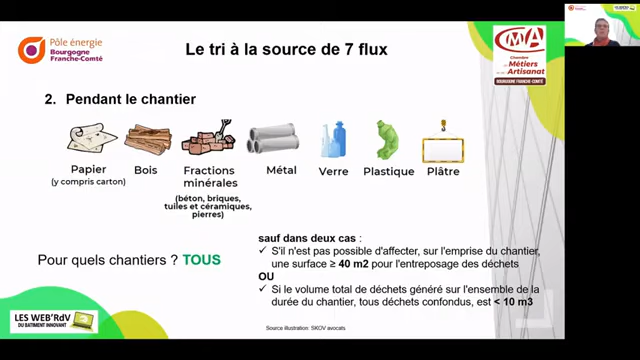 Pôle énergie
Bourgogne
Franche-Comté
Le tri à la source de 7 flux
CMA
Chambre
de Métiers
et de l'Artisanat
BOURGOGNE FRANCHE-COMTÉ
2. Pendant le chantier
Papier
(y compris carton)
Bois
Fractions
minérales
(béton, briques,
tuiles et céramiques,
pierres)
Métal
Verre
Plastique
Plâtre
Pour quels chantiers ? TOUS
sauf dans deux cas :
✓ S'il n'est pas possible d'affecter, sur l'emprise du chantier,
une surface ≥ 40 m2 pour l'entreposage des déchets
OU
✓ Si le volume total de déchets généré sur l'ensemble de la
durée du chantier, tous déchets confondus, est < 10 m3
LES WEB'RdV
DU BATIMENT INNOVANT
Source illustration: SKOV avocats